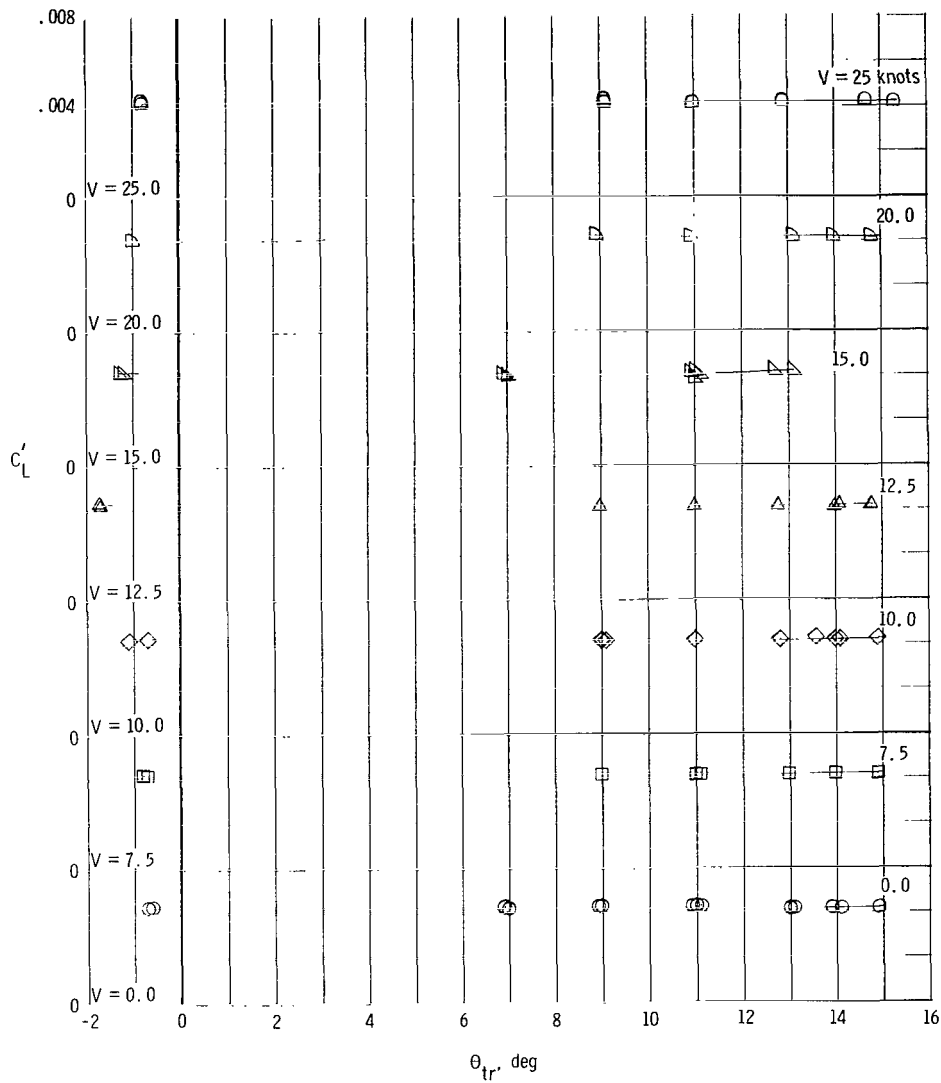 .008
V = 25 knots
.004
0
V = 25.0
20.0
0
V = 20.0
15.0
C'L
0
V = 15.0
12.5
0
V = 12.5
10.0
0
V = 10.0
7.5
0
V = 7.5
0.0
0
V = 0.0
-2 0 2 4 6 8 10 12 14 16
θtr, deg